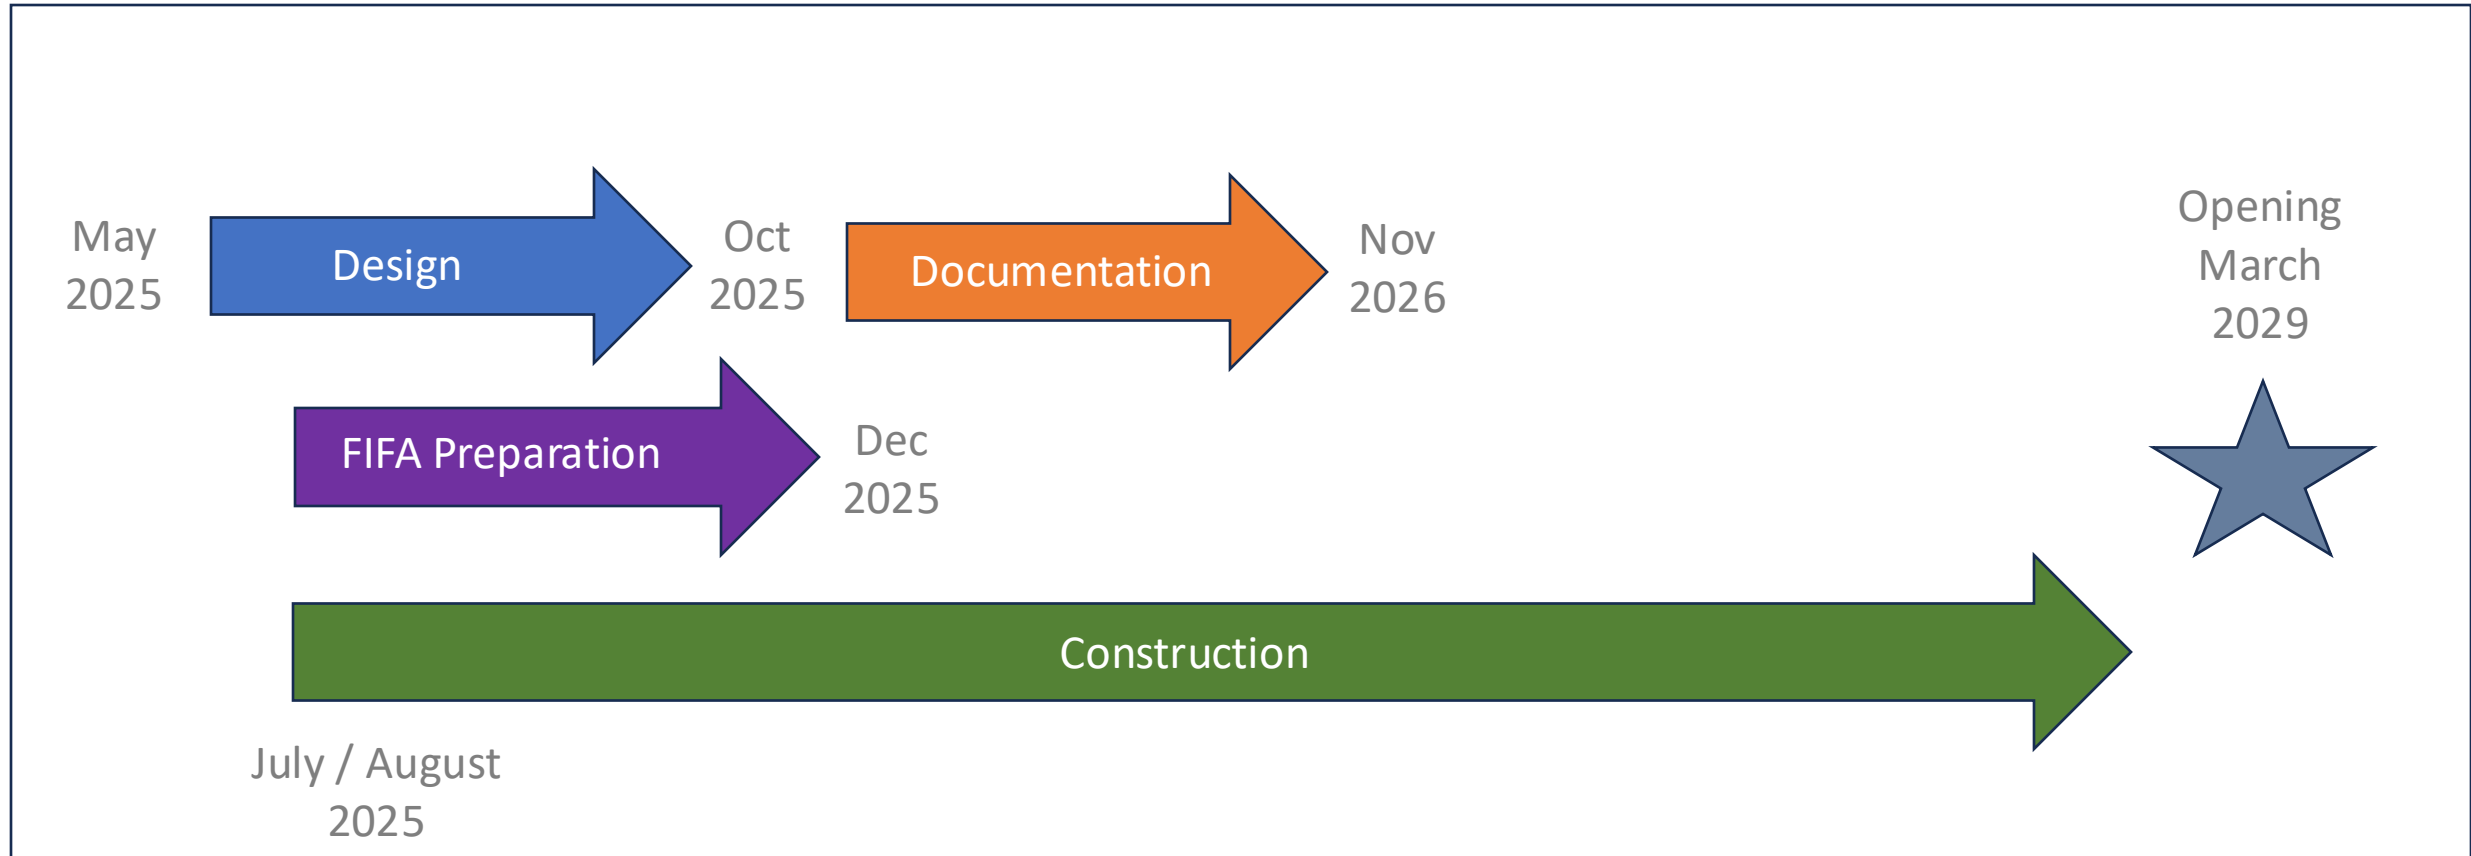 May
2025
Design
Oct
2025
Documentation
Nov
2026
Opening
March
2029
FIFA Preparation
Dec
2025
Construction
July / August
2025